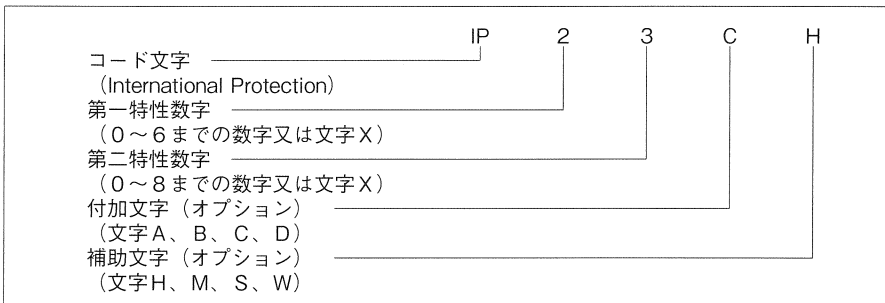 IP 2 3 C H
コード文字
（International Protection）
第一特性数字
（０～６までの数字又は文字Ｘ）
第二特性数字
（０～８までの数字又は文字Ｘ）
付加文字（オプション）
（文字Ａ、Ｂ、Ｃ、Ｄ）
補助文字（オプション）
（文字Ｈ、Ｍ、Ｓ、Ｗ）